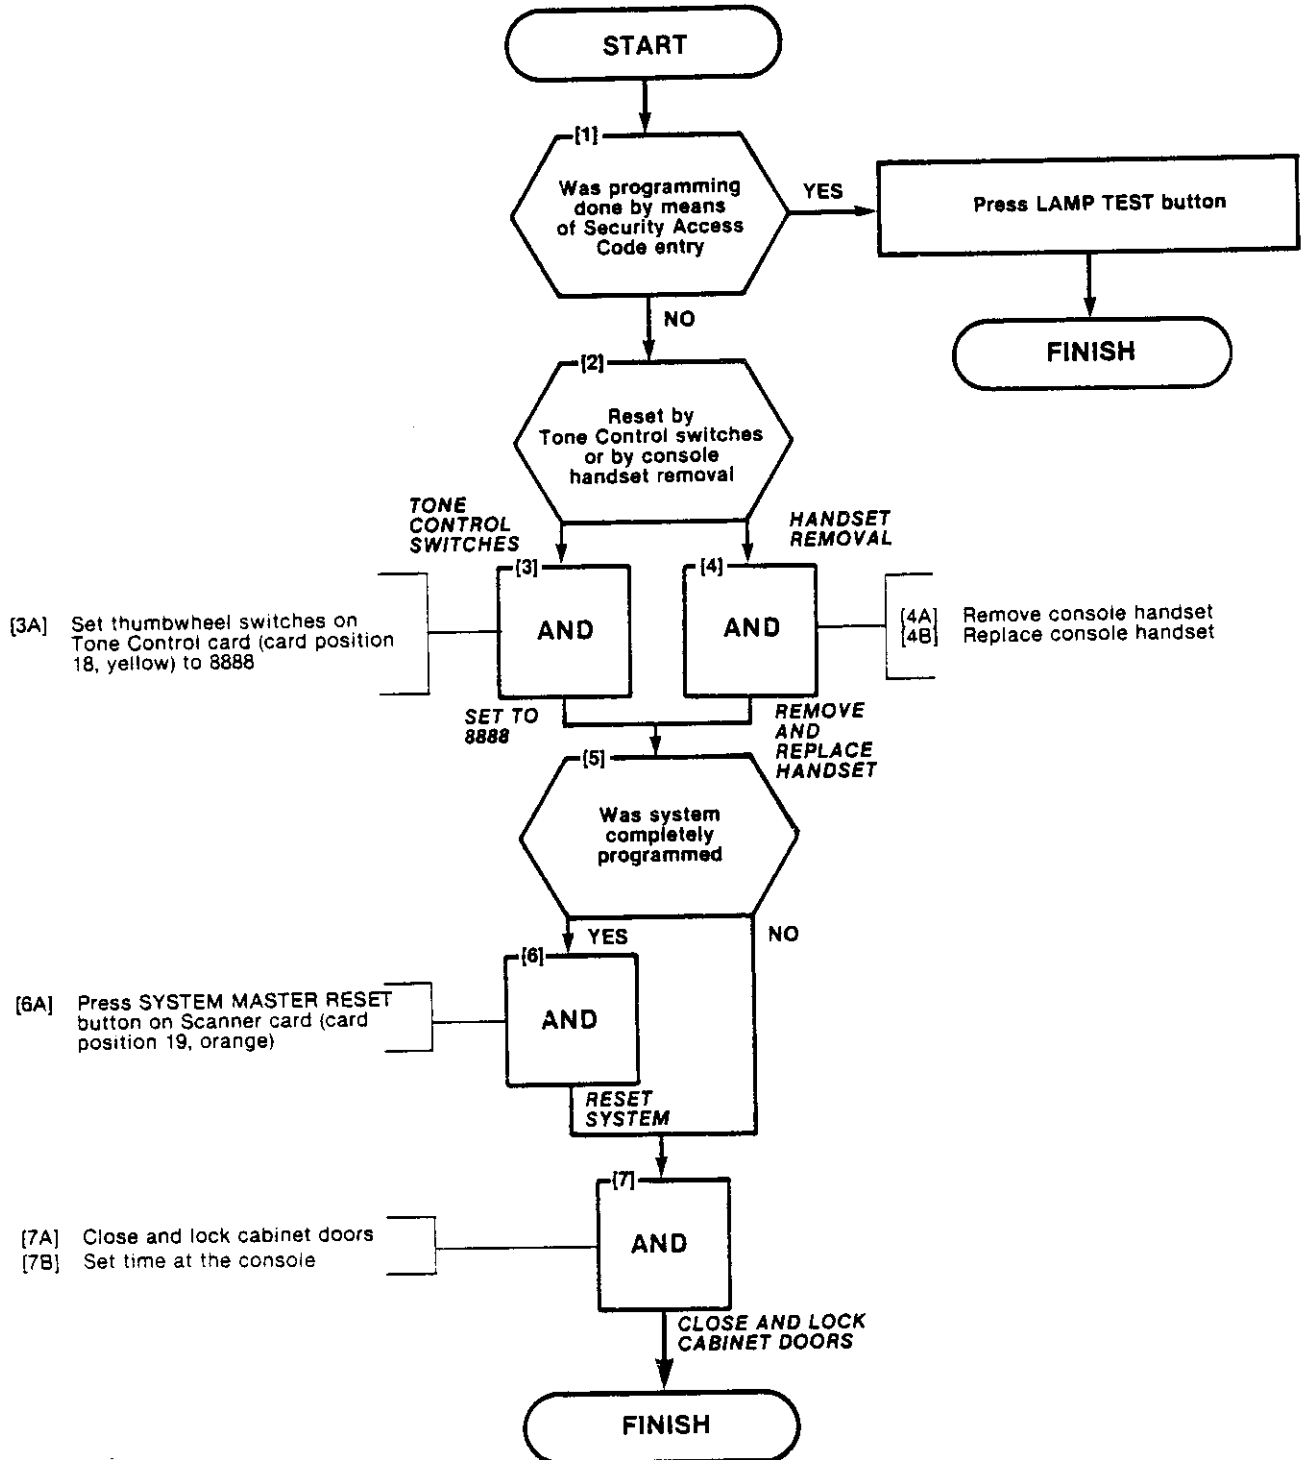 START
[1]
Was programming
done by means
of Security Access
Code entry
YES
Press LAMP TEST button
NO
FINISH
[2]
Reset by
Tone Control switches
or by console
handset removal
TONE
CONTROL
SWITCHES
HANDSET
REMOVAL
[3]
AND
[4]
AND
[3A] Set thumbwheel switches on
Tone Control card (card position
18, yellow) to 8888
[4A] Remove console handset
[4B] Replace console handset
SET TO
8888
REMOVE
AND
REPLACE
HANDSET
[5]
Was system
completely
programmed
YES
NO
[6]
AND
[6A] Press SYSTEM MASTER RESET
button on Scanner card (card
position 19, orange)
RESET
SYSTEM
[7]
AND
[7A] Close and lock cabinet doors
[7B] Set time at the console
CLOSE AND LOCK
CABINET DOORS
FINISH